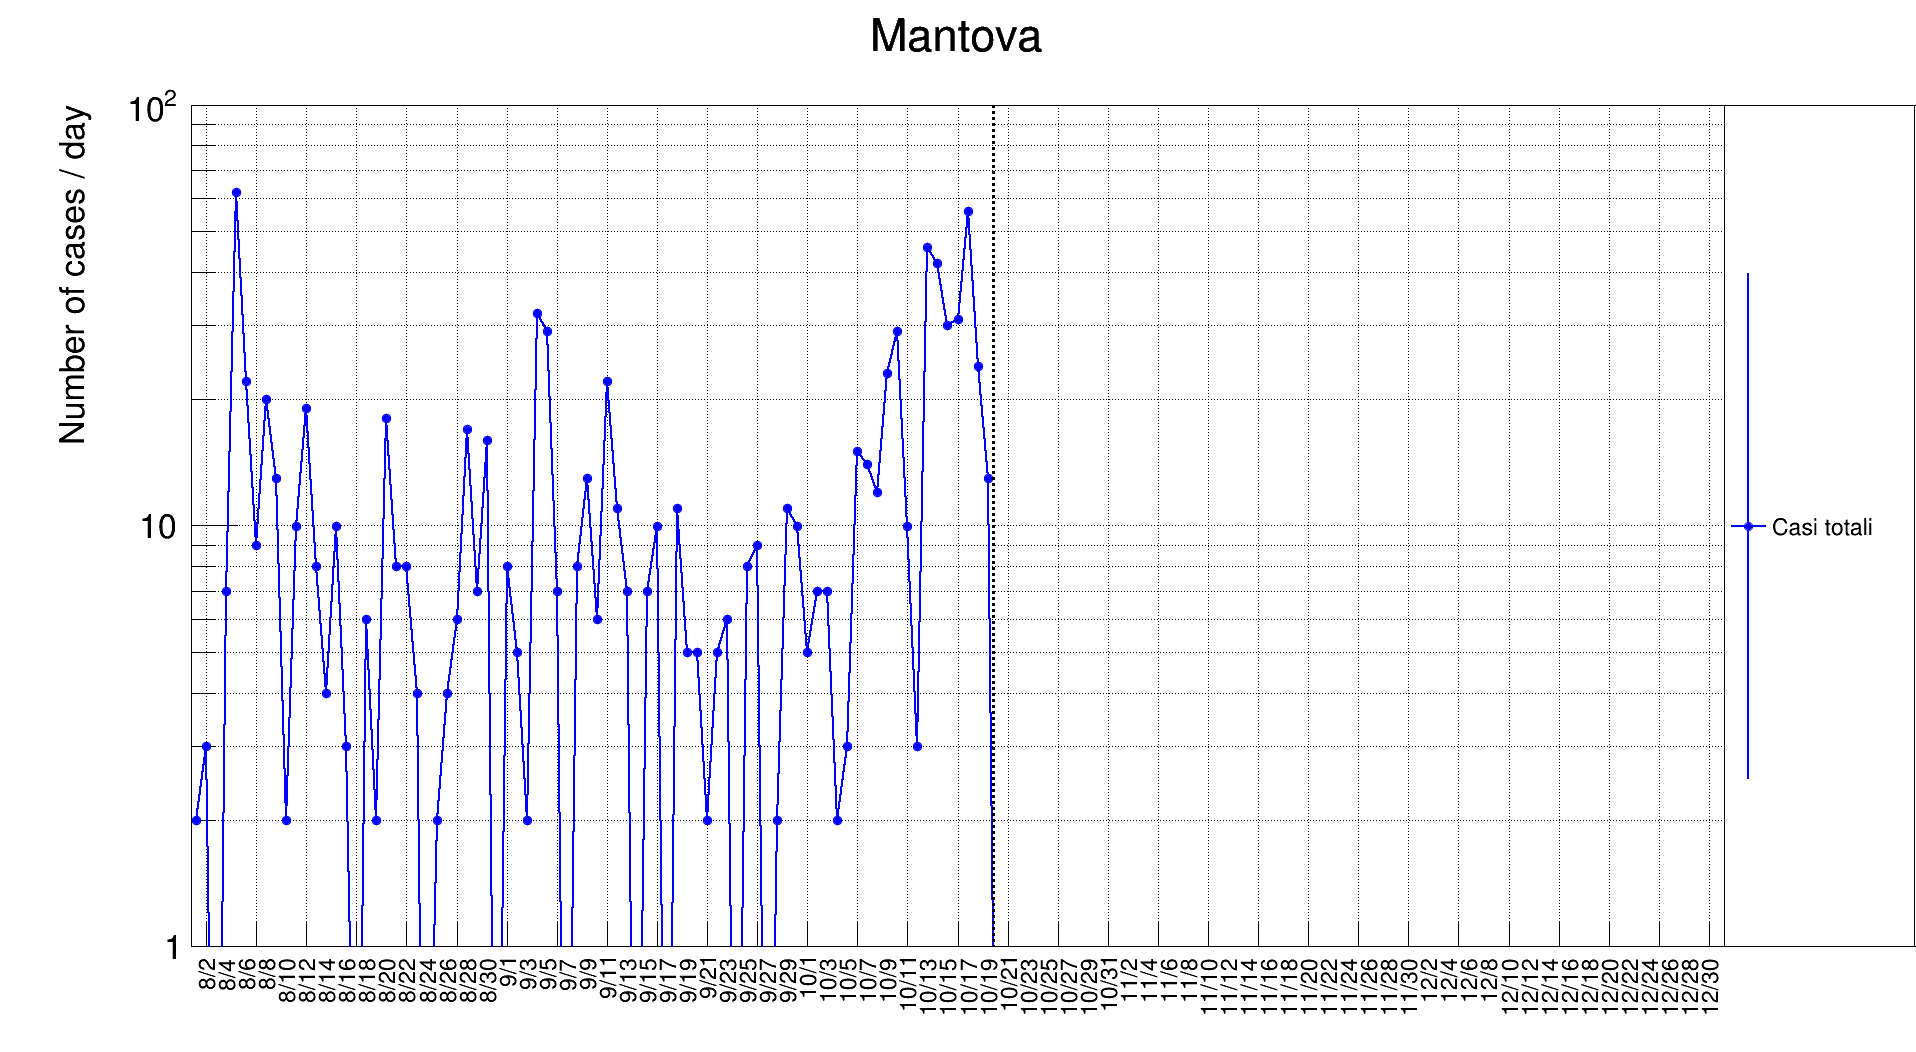 Mantova
Number of cases / day
10²
10
1
8/2 8/4 8/6 8/8 8/10 8/12 8/14 8/16 8/18 8/20 8/22 8/24 8/26 8/28 8/30 9/1 9/3 9/5 9/7 9/9 9/11 9/13 9/15 9/17 9/19 9/21 9/23 9/25 9/27 9/29 10/1 10/3 10/5 10/7 10/9 10/11 10/13 10/15 10/17 10/19 10/21 10/23 10/25 10/27 10/29 10/31 11/2 11/4 11/6 11/8 11/10 11/12 11/14 11/16 11/18 11/20 11/22 11/24 11/26 11/28 11/30 12/2 12/4 12/6 12/8 12/10 12/12 12/14 12/16 12/18 12/20 12/22 12/24 12/26 12/28 12/30
Casi totali